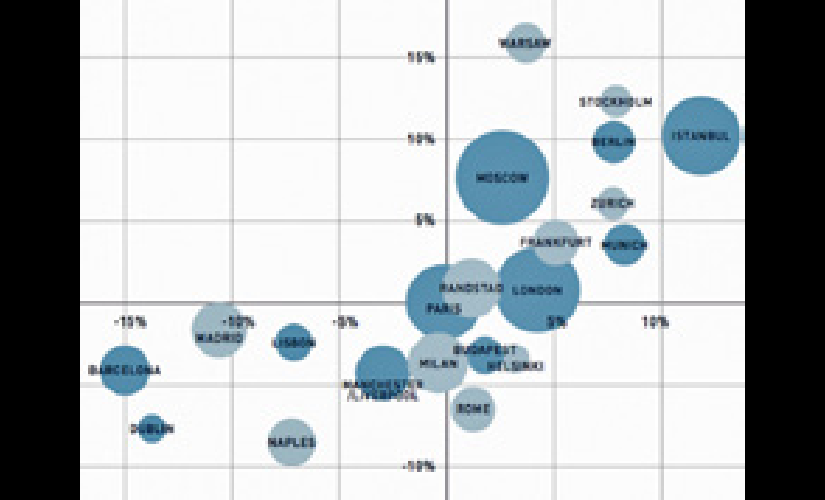 WARSAW
15%
STOCKHOLM
10%
BERLIN
ISTANBUL
MOSCOW
ZURICH
5%
FRANKFURT
MUNICH
RANDSTAD
LONDON
PARIS
-15%
-10%
-5%
5%
10%
MADRID
LISBON
BUDAPEST
MILAN
HELSINKI
BARCELONA
MANCHESTER
/LIVERPOOL
ROME
DUBLIN
NAPLES
-10%